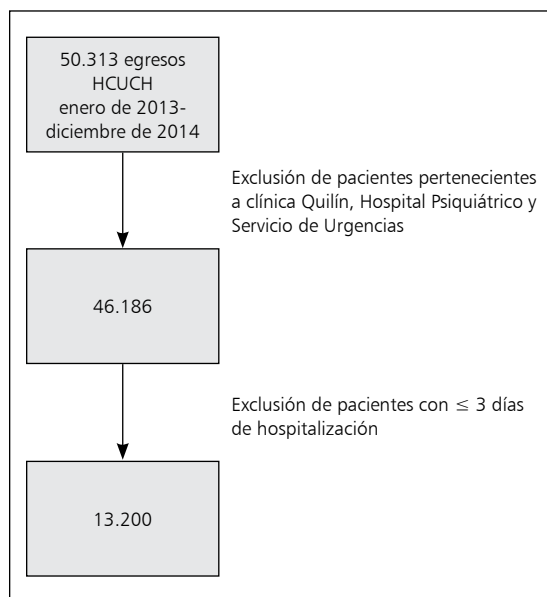 50.313 egresos
HCUCH
enero de 2013-
diciembre de 2014
Exclusión de pacientes pertenecientes
a clínica Quilín, Hospital Psiquiátrico y
Servicio de Urgencias
46.186
Exclusión de pacientes con ≤ 3 días
de hospitalización
13.200